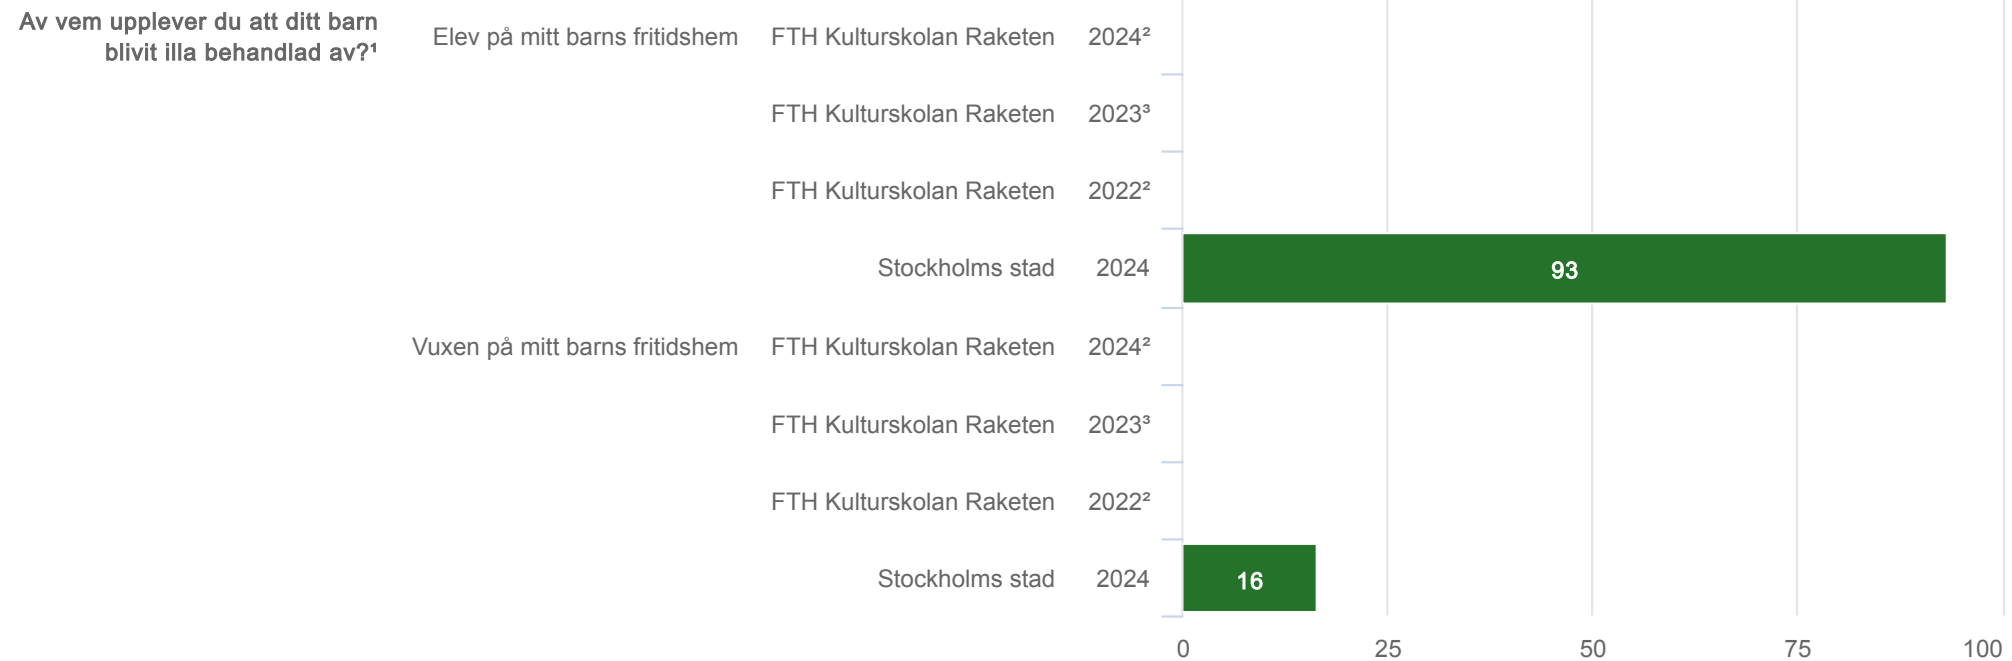 Av vem upplever du att ditt barn
blivit illa behandlad av?¹
Elev på mitt barns fritidshem FTH Kulturskolan Raketen 2024²
FTH Kulturskolan Raketen 2023³
FTH Kulturskolan Raketen 2022²
Stockholms stad 2024 93
Vuxen på mitt barns fritidshem FTH Kulturskolan Raketen 2024²
FTH Kulturskolan Raketen 2023³
FTH Kulturskolan Raketen 2022²
Stockholms stad 2024 16
0 25 50 75 100